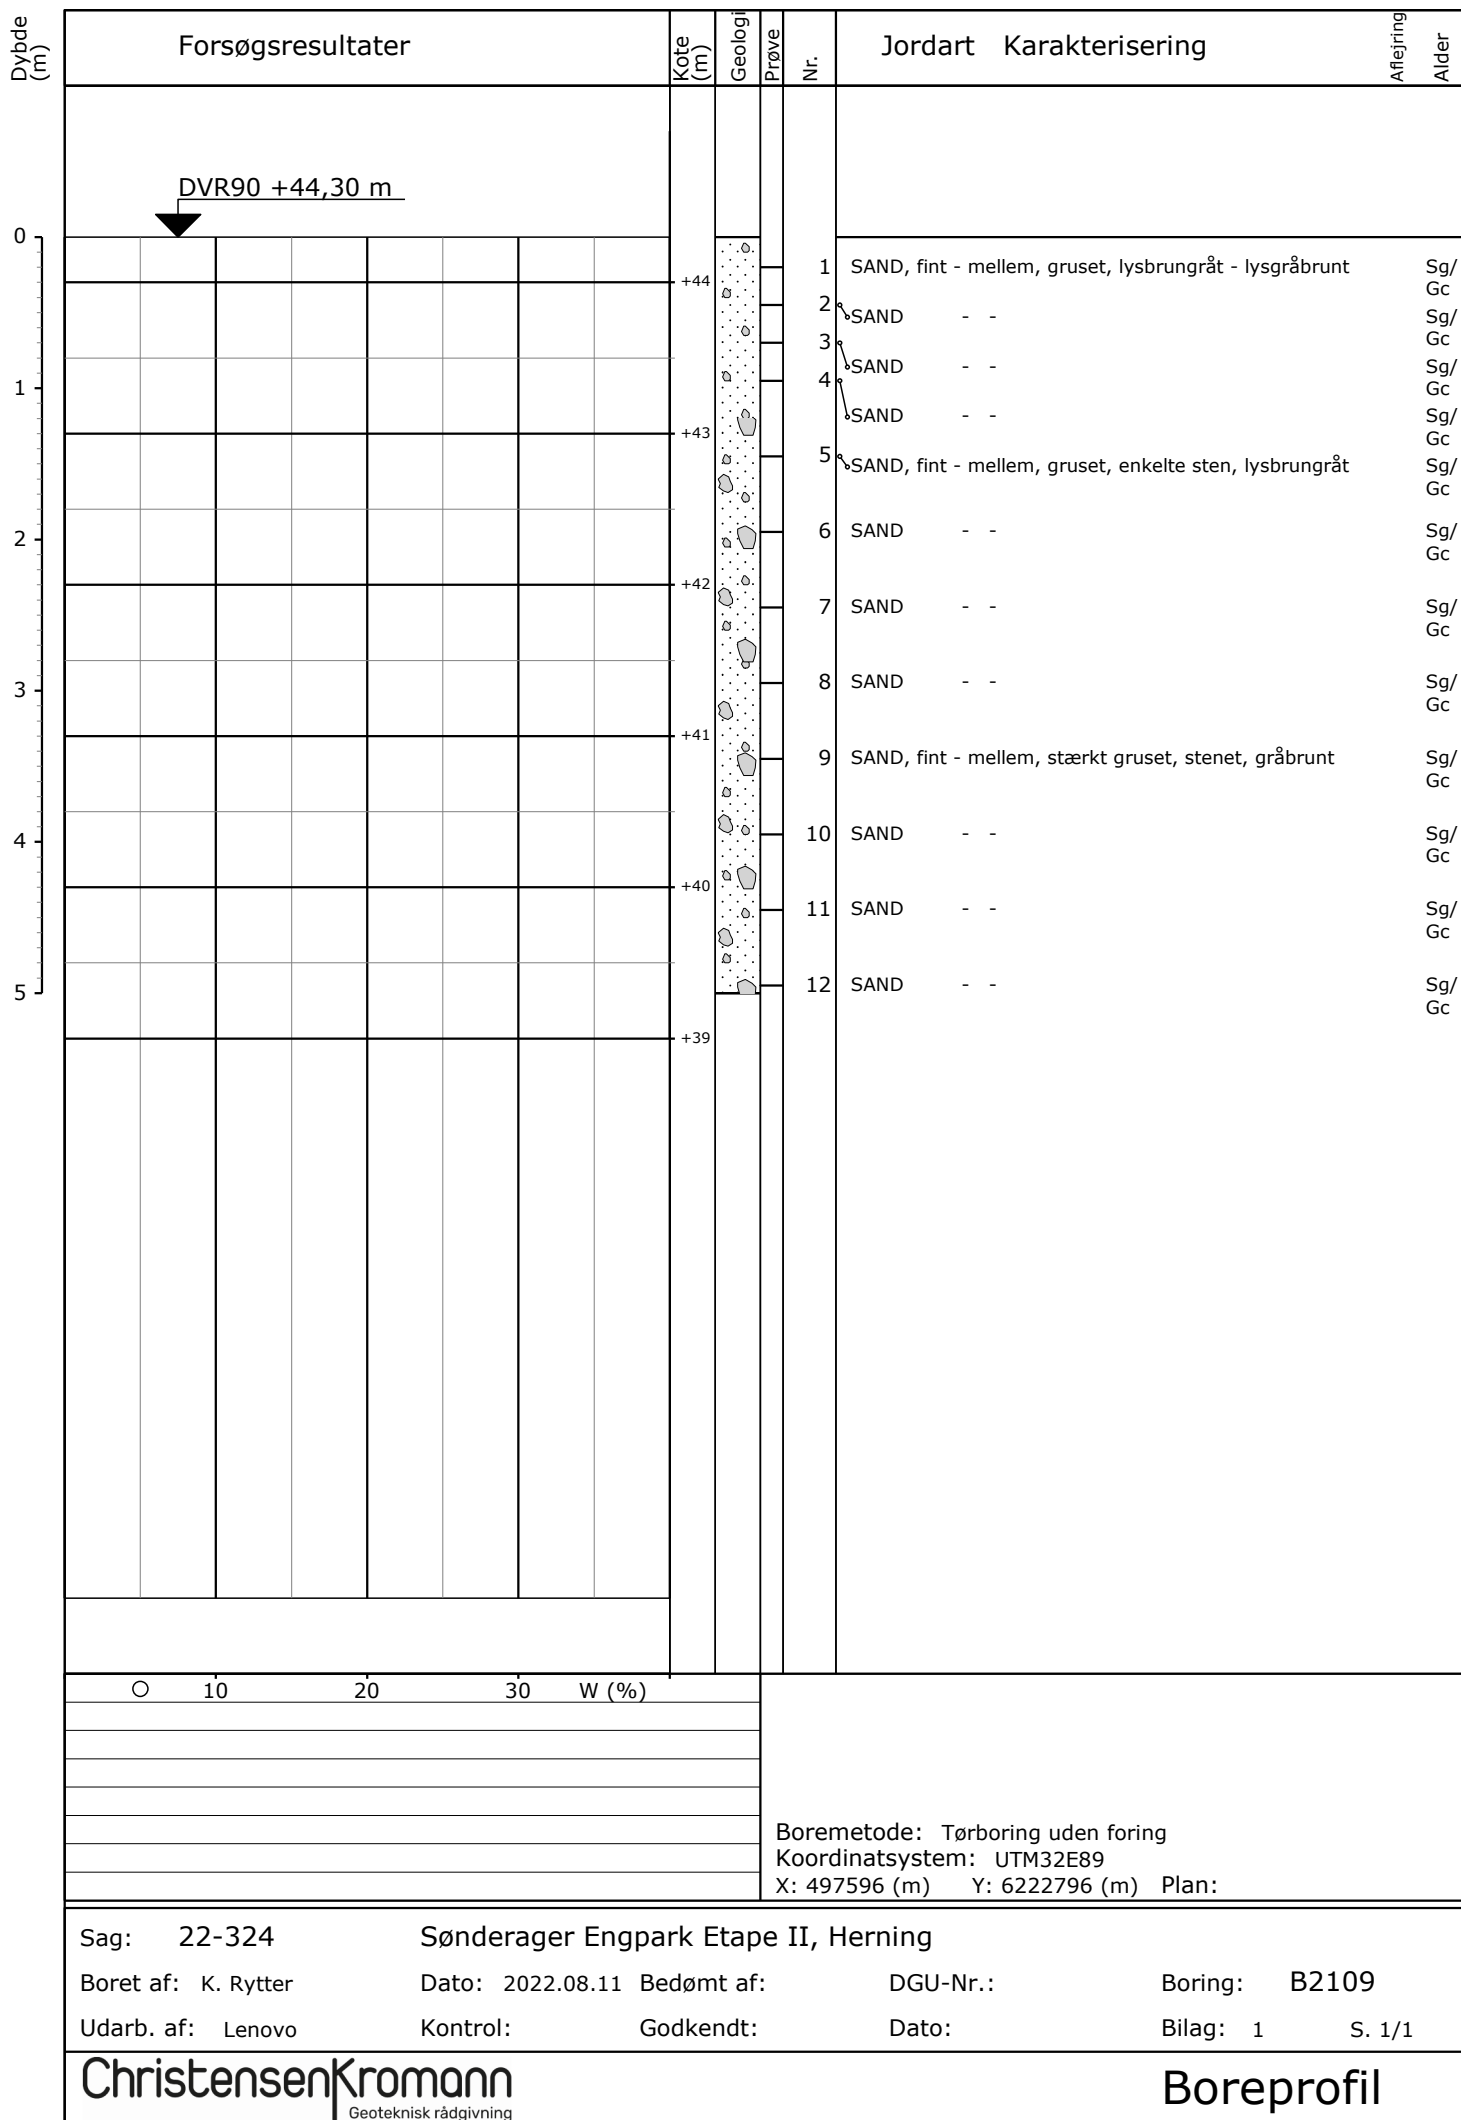 Dybde (m)
Forsøgsresultater
Kote (m)
Geologi
Prøve
Nr.
Jordart Karakterisering
Aflejring
Alder
DVR90 +44,30 m
0
1 SAND, fint - mellem, gruset, lysbrungråt - lysgråbrunt Sg/
Gc
+44
2 SAND - - Sg/
Gc
3 SAND - - Sg/
Gc
1
4 SAND - - Sg/
Gc
+43
5 SAND, fint - mellem, gruset, enkelte sten, lysbrungråt Sg/
Gc
2
6 SAND - - Sg/
Gc
+42
7 SAND - - Sg/
Gc
3
8 SAND - - Sg/
Gc
+41
9 SAND, fint - mellem, stærkt gruset, stenet, gråbrunt Sg/
Gc
4
10 SAND - - Sg/
Gc
+40
11 SAND - - Sg/
Gc
5
12 SAND - - Sg/
Gc
+39
10 20 30 W (%)
Boremetode: Tørboring uden foring
Koordinatsystem: UTM32E89
X: 497596 (m) Y: 6222796 (m) Plan:
Sag: 22-324 Sønderager Engpark Etape II, Herning
Boret af: K. Rytter Dato: 2022.08.11 Bedømt af: DGU-Nr.: Boring: B2109
Udarb. af: Lenovo Kontrol: Godkendt: Dato: Bilag: 1 S. 1/1
ChristensenKromann
Geoteknisk rådgivning
Boreprofil